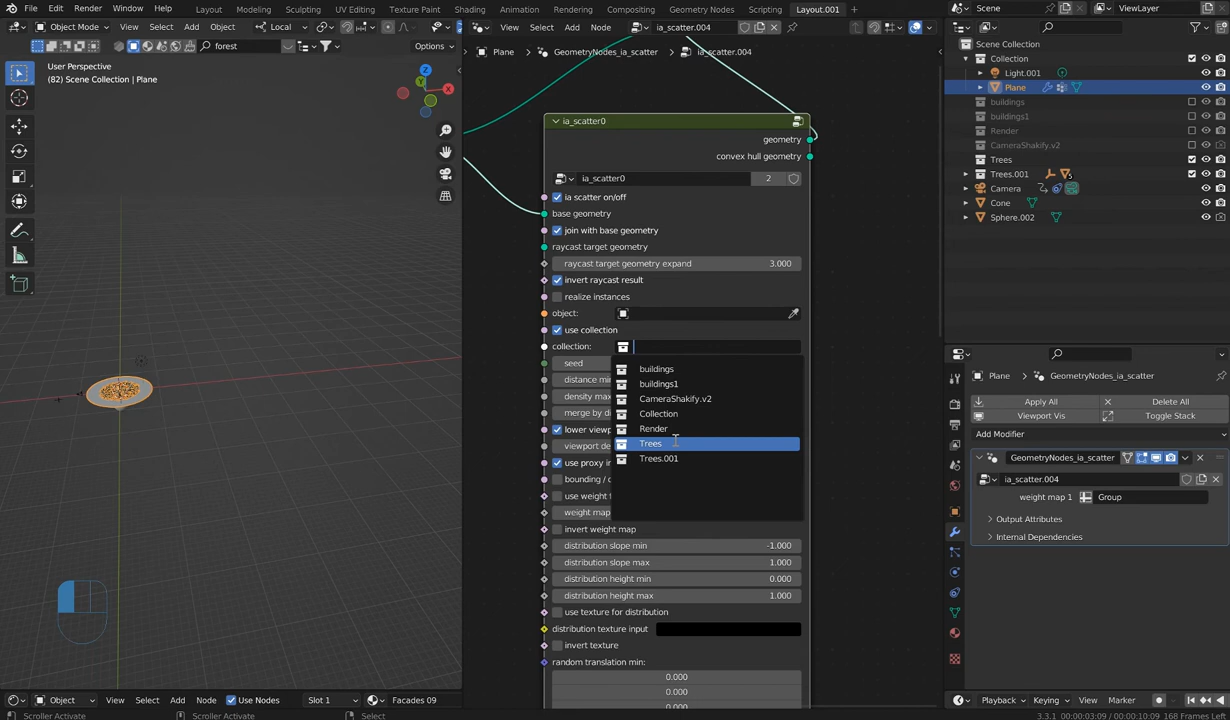 File Edit Render Window Help Layout Modeling Sculpting UV Editing Texture Paint Shading Animation Rendering Compositing Geometry Nodes Scripting Layout.001 + Scene ViewLayer
Object Mode View Select Add Object Local
View Select Add Node ia_scatter.004
forest Options
User Perspective
(82) Scene Collection | Plane
Z
X
Y
Plane > GeometryNodes_ia_scatter > ia_scatter.004
ia_scatter0
geometry
convex hull geometry
ia_scatter0 2
ia scatter on/off
base geometry
join with base geometry
raycast target geometry
raycast target geometry expand 3.000
invert raycast result
realize instances
object:
use collection
collection:
seed
distance min
density max
merge by di
lower viewp
viewport de
use proxy in
bounding / c
use weight
weight map
buildings
buildings1
CameraShakify.v2
Collection
Render
Trees
Trees.001
invert weight map
distribution slope min -1.000
distribution slope max 1.000
distribution height min 0.000
distribution height max 1.000
use texture for distribution
distribution texture input
invert texture
random translation min:
0.000
0.000
0.000
Scene Collection
Collection
Light.001
Plane
buildings
buildings1
Render
CameraShakify.v2
Trees
Trees.001 5
Camera
Cone
Sphere.002
Plane > GeometryNodes_ia_scatter
Apply All Delete All
Viewport Vis Toggle Stack
Add Modifier
GeometryNodes_ia_scatter
ia_scatter.004
weight map 1 Group
Output Attributes
Internal Dependencies
Object View Select Add Node Use Nodes Slot 1 Facades 09
Playback Keying View Marker
Scroller Activate Scroller Activate Select 3.3.1 00:00:03:09 / 00:00:10:09 168 Frames Left